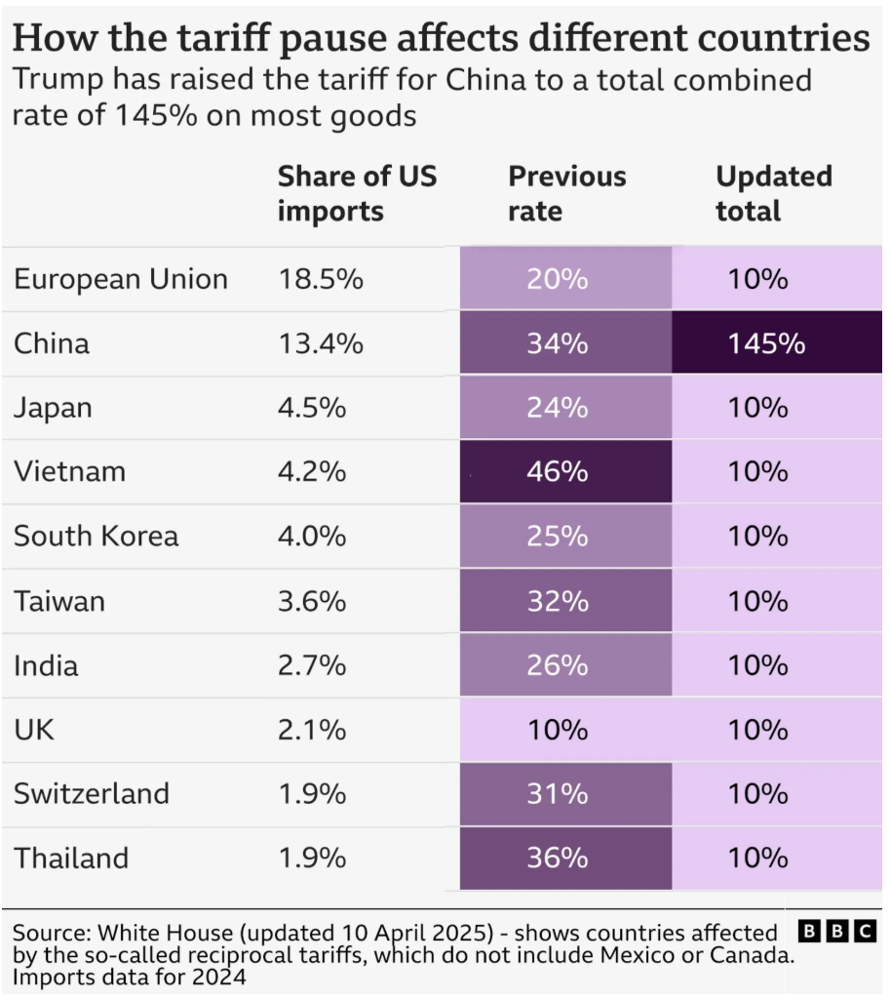 How the tariff pause affects different countries
Trump has raised the tariff for China to a total combined
rate of 145% on most goods
Share of US imports Previous rate Updated total
European Union 18.5% 20% 10%
China 13.4% 34% 145%
Japan 4.5% 24% 10%
Vietnam 4.2% 46% 10%
South Korea 4.0% 25% 10%
Taiwan 3.6% 32% 10%
India 2.7% 26% 10%
UK 2.1% 10% 10%
Switzerland 1.9% 31% 10%
Thailand 1.9% 36% 10%
Source: White House (updated 10 April 2025) - shows countries affected
by the so-called reciprocal tariffs, which do not include Mexico or Canada.
Imports data for 2024
BBC